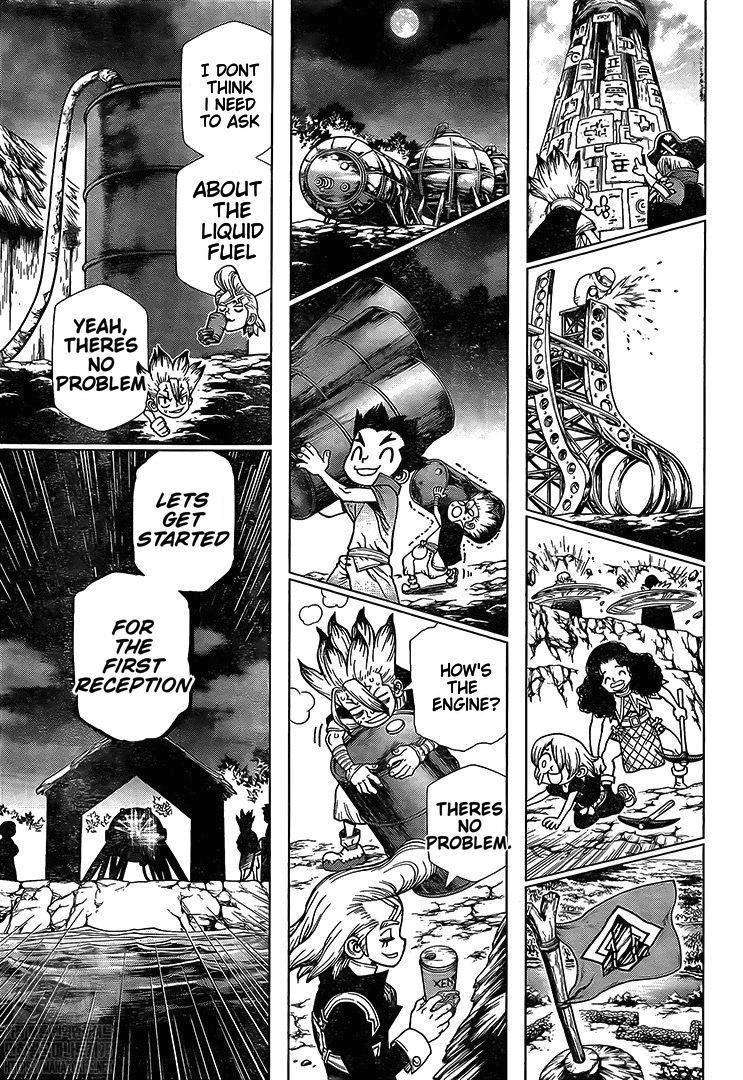 HOW'S
THE
ENGINE?
THERES
NO
PROBLEM.
XEN
I DONT
THINK
I NEED
TO ASK
ABOUT
THE
LIQUID
FUEL
YEAH,
THERES
NO
PROBLEM
LETS
GET
STARTED
FOR
THE
FIRST
RECEPTION